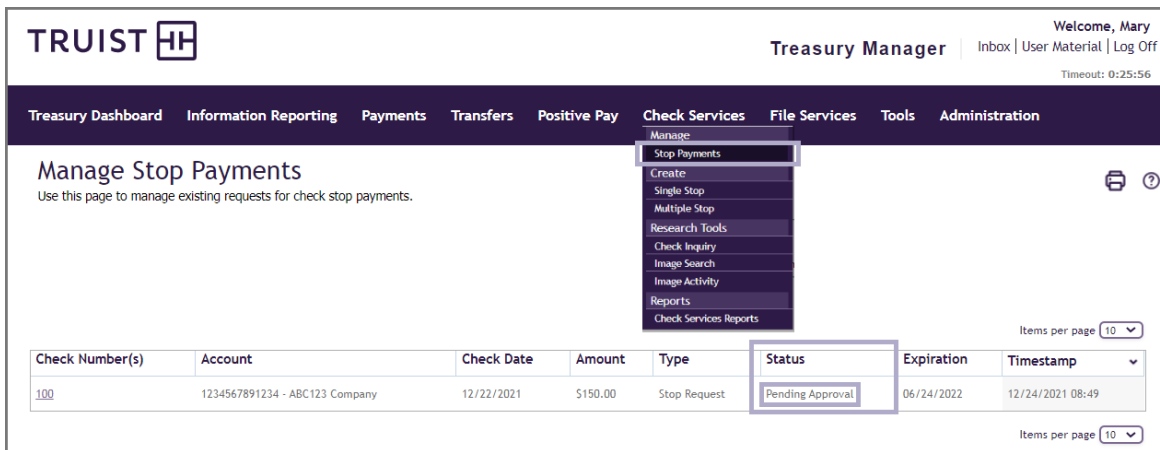 TRUIST
Welcome, Mary
Treasury Manager
Inbox | User Material | Log Off
Timeout: 0:25:56
Treasury Dashboard Information Reporting Payments Transfers Positive Pay Check Services File Services Tools Administration
Manage
Stop Payments
Create
Single Stop
Multiple Stop
Research Tools
Check Inquiry
Image Search
Image Activity
Reports
Check Services Reports
Manage Stop Payments
Use this page to manage existing requests for check stop payments.
Items per page 10
Check Number(s) Account Check Date Amount Type Status Expiration Timestamp
100 1234567891234 - ABC123 Company 12/22/2021 $150.00 Stop Request Pending Approval 06/24/2022 12/24/2021 08:49
Items per page 10